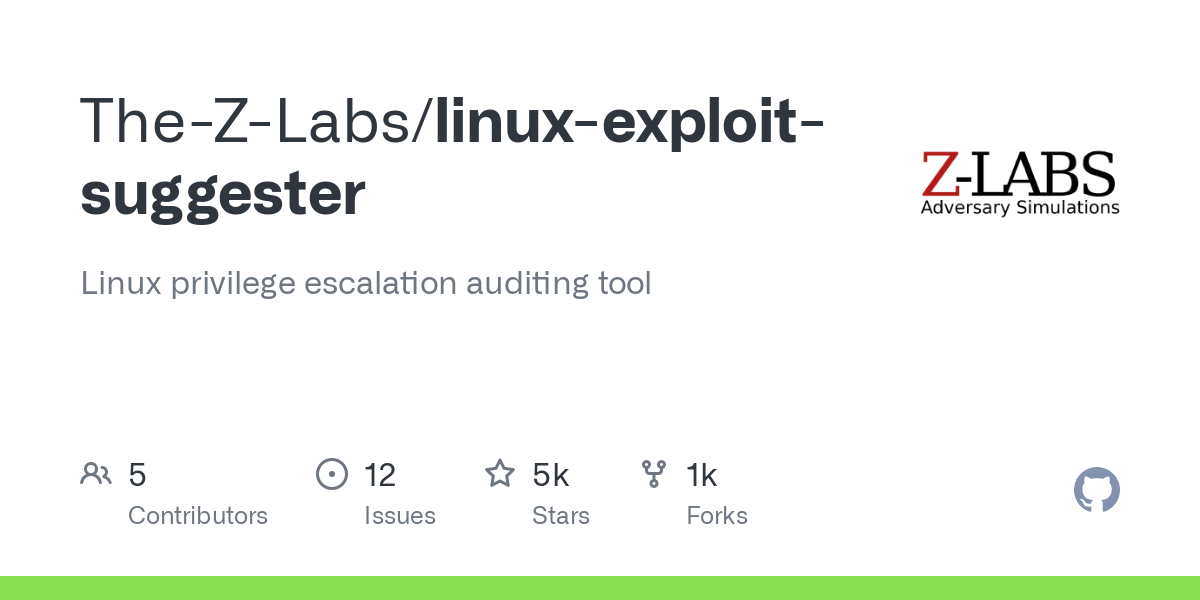 The-Z-Labs/linux-exploit-
suggester
Z-LABS
Adversary Simulations
Linux privilege escalation auditing tool
5
Contributors
12
Issues
5k
Stars
1k
Forks